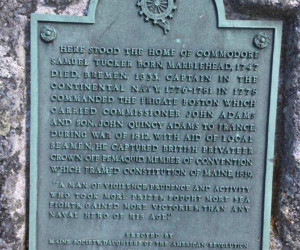 HERE STOOD THE HOME OF COMMODORE
SAMUEL TUCKER BORN, MARBLEHEAD, 1747
DIED, BREMEN, 1833. CAPTAIN IN THE
CONTINENTAL NAVY, 1776-1781. IN 1778
COMMANDED THE FRIGATE BOSTON WHICH
CARRIED COMMISSIONER JOHN ADAMS
AND SON, JOHN QUINCY ADAMS TO FRANCE
DURING WAR OF 1812, WITH AID OF LOCAL
SEAMEN, HE CAPTURED BRITISH PRIVATEER
CROWN OFF PEMAQUID. MEMBER OF CONVENTION
WHICH FRAMED CONSTITUTION OF MAINE, 1819.
"A MAN OF VIGILENCE, PRUDENCE AND ACTIVITY
WHO TOOK MORE PRIZES, FOUGHT MORE SEA
FIGHTS, GAINED MORE VICTORIES, THAN ANY
NAVAL HERO OF HIS AGE."
ERECTED BY
MAINE SOCIETY, DAUGHTERS OF THE AMERICAN REVOLUTION